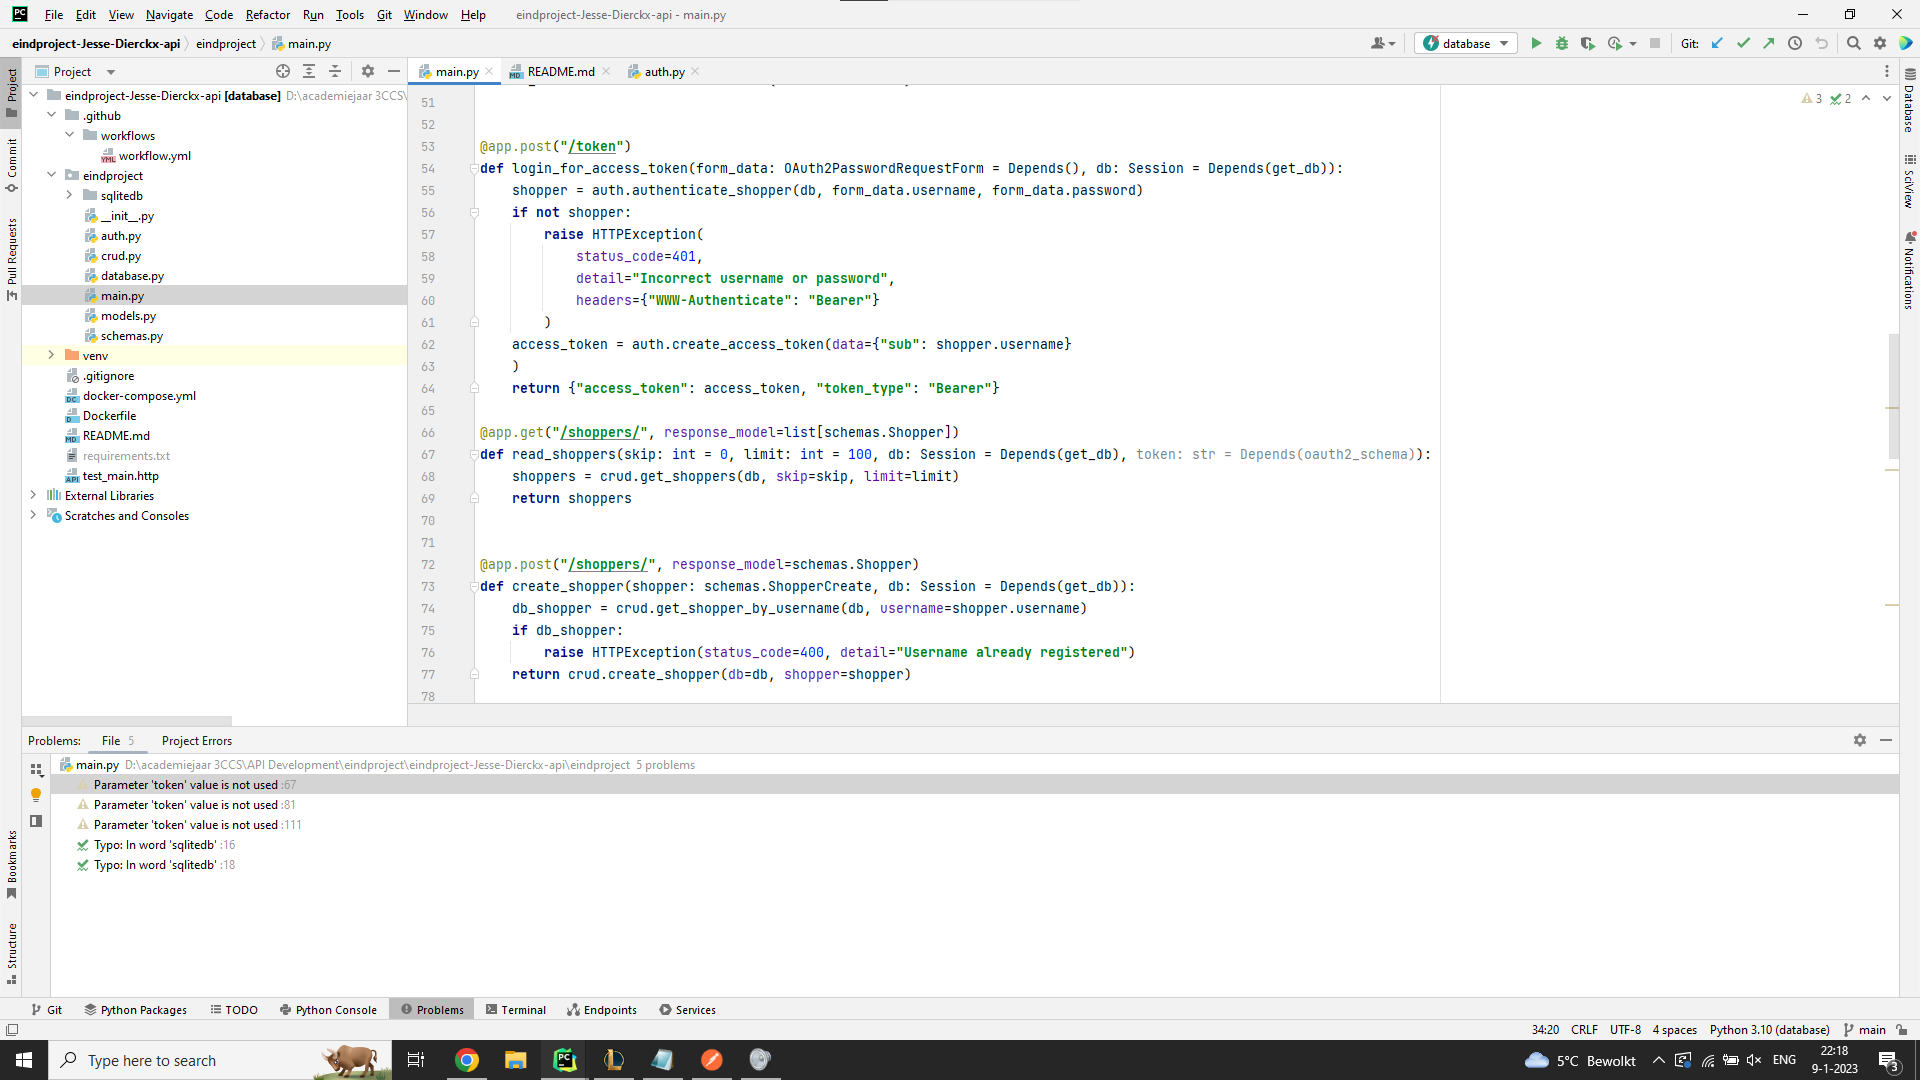 File Edit View Navigate Code Refactor Run Tools Git Window Help eindproject-Jesse-Dierckx-api - main.py
eindproject-Jesse-Dierckx-api eindproject main.py database Git:
Project
main.py README.md auth.py
eindproject-Jesse-Dierckx-api [database] D:\academiejaar 3CCS\
.github
workflows
workflow.yml
eindproject
sqlitedb
__init__.py
auth.py
crud.py
database.py
main.py
models.py
schemas.py
venv
.gitignore
docker-compose.yml
Dockerfile
README.md
requirements.txt
test_main.http
External Libraries
Scratches and Consoles
Project
Commit
Pull Requests
Bookmarks
Structure
3 2
51
52
53 @app.post("/token")
54 def login_for_access_token(form_data: OAuth2PasswordRequestForm = Depends(), db: Session = Depends(get_db)):
55 shopper = auth.authenticate_shopper(db, form_data.username, form_data.password)
56 if not shopper:
57 raise HTTPException(
58 status_code=401,
59 detail="Incorrect username or password",
60 headers={"WWW-Authenticate": "Bearer"}
61 )
62 access_token = auth.create_access_token(data={"sub": shopper.username}
63 )
64 return {"access_token": access_token, "token_type": "Bearer"}
65
66 @app.get("/shoppers/", response_model=list[schemas.Shopper])
67 def read_shoppers(skip: int = 0, limit: int = 100, db: Session = Depends(get_db), token: str = Depends(oauth2_schema)):
68 shoppers = crud.get_shoppers(db, skip=skip, limit=limit)
69 return shoppers
70
71
72 @app.post("/shoppers/", response_model=schemas.Shopper)
73 def create_shopper(shopper: schemas.ShopperCreate, db: Session = Depends(get_db)):
74 db_shopper = crud.get_shopper_by_username(db, username=shopper.username)
75 if db_shopper:
76 raise HTTPException(status_code=400, detail="Username already registered")
77 return crud.create_shopper(db=db, shopper=shopper)
78
Database
SciView
Notifications
Problems: File 5 Project Errors
main.py D:\academiejaar 3CCS\API Development\eindproject\eindproject-Jesse-Dierckx-api\eindproject 5 problems
Parameter 'token' value is not used :67
Parameter 'token' value is not used :81
Parameter 'token' value is not used :111
Typo: In word 'sqlitedb' :16
Typo: In word 'sqlitedb' :18
Git Python Packages TODO Python Console Problems Terminal Endpoints Services
34:20 CRLF UTF-8 4 spaces Python 3.10 (database) main
Type here to search 5°C Bewolkt ENG 22:18
9-1-2023 3